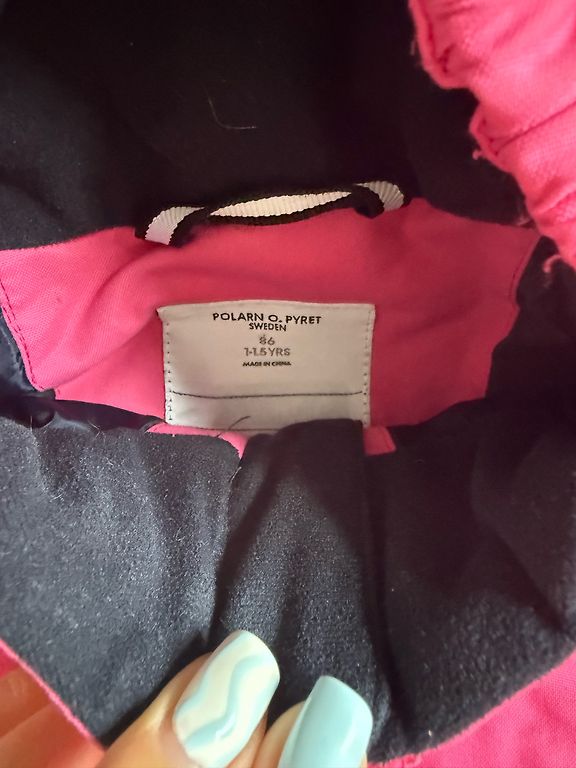 POLARN O. PYRET
SWEDEN
86
1-1.5 YRS
MADE IN CHINA